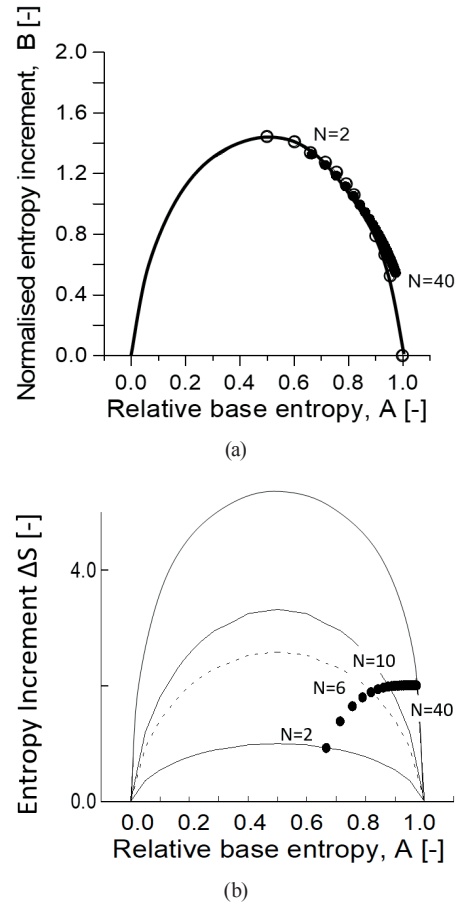 Normalised entropy increment, B [-]
2.0
1.6
1.2
0.8
0.4
0.0
N=2
N=40
0.0 0.2 0.4 0.6 0.8 1.0
Relative base entropy, A [-]
(a)
Entropy Increment ΔS [-]
4.0
0.0
N=10
N=6
N=2
N=40
0.0 0.2 0.4 0.6 0.8 1.0
Relative base entropy, A [-]
(b)